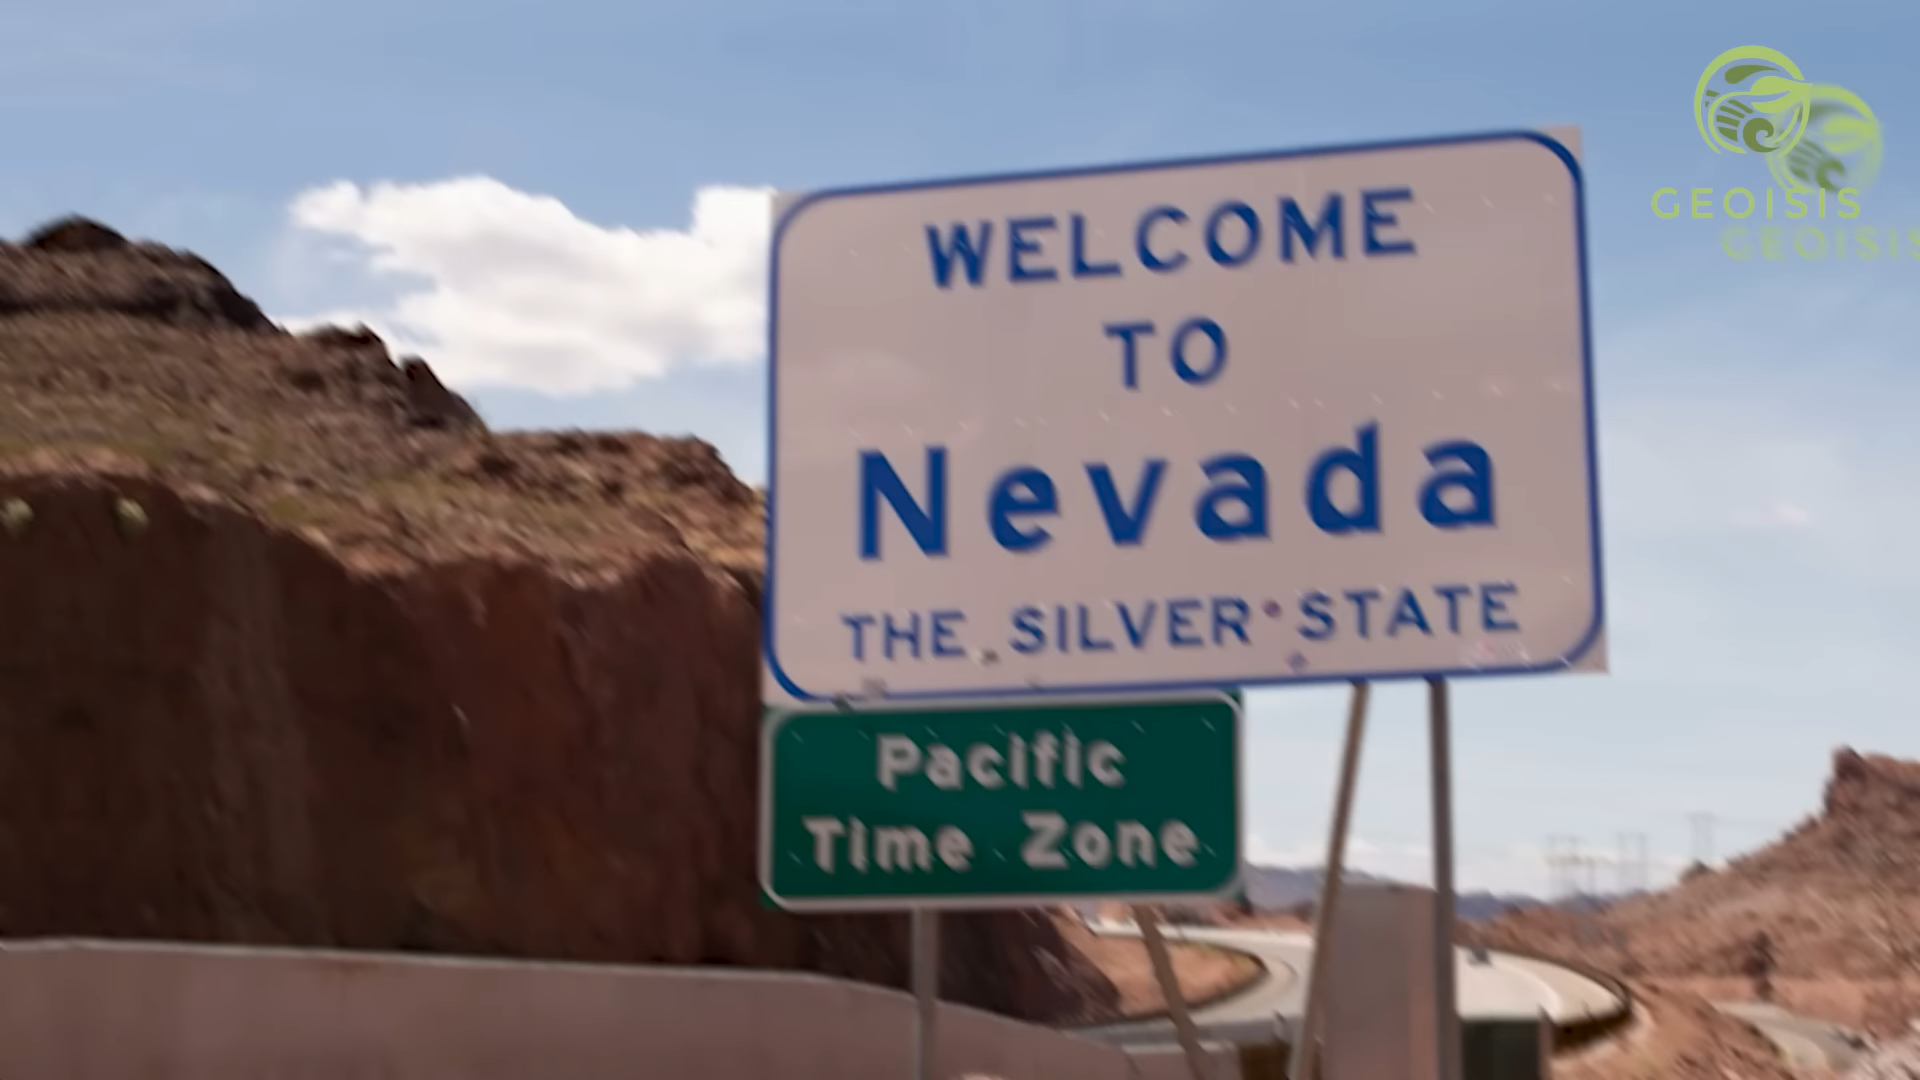 WELCOME
TO
Nevada
THE SILVER STATE
Pacific
Time Zone
GEOISIS
GEOISIS